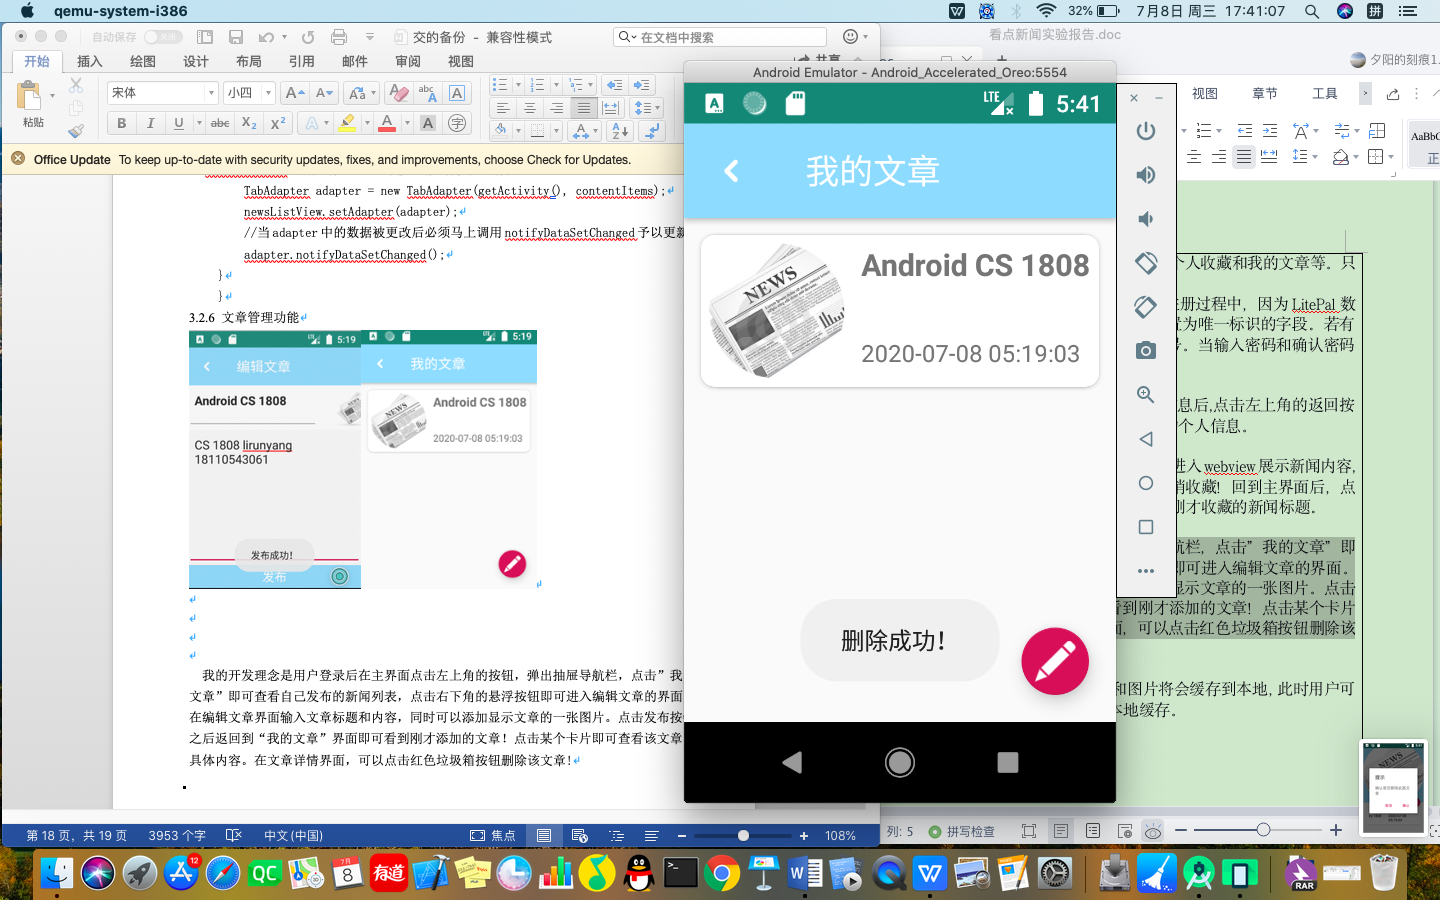 qemu-system-i386
32%
7月8日 周三 17:41:07
自动保存
关闭
交的备份 - 兼容性模式
在文档中搜索
看点新闻实验报告.doc
开始 插入 绘图 设计 布局 引用 邮件 审阅 视图
共享
夕阳的刻痕1.
粘贴
宋体
小四
视图 章节 工具
AaBbC
正
Office Update To keep up-to-date with security updates, fixes, and improvements, choose Check for Updates.
TabAdapter adapter = new TabAdapter(getActivity(), contentItems);
newsListView.setAdapter(adapter);
//当 adapter 中的数据被更改后必须马上调用 notifyDataSetChanged 予以更新
adapter.notifyDataSetChanged();
}
}
3.2.6 文章管理功能
5:19
编辑文章
Android CS 1808
CS 1808 lirunyang
18110543061
发布成功!
发布
5:19
我的文章
Android CS 1808
2020-07-08 05:19:03
我的开发理念是用户登录后在主界面点击左上角的按钮，弹出抽屉导航栏，点击”我
文章”即可查看自己发布的新闻列表，点击右下角的悬浮按钮即可进入编辑文章的界面
在编辑文章界面输入文章标题和内容，同时可以添加显示文章的一张图片。点击发布按
之后返回到“我的文章”界面即可看到刚才添加的文章！点击某个卡片即可查看该文章
具体内容。在文章详情界面，可以点击红色垃圾箱按钮删除该文章!
第 18 页，共 19 页 3953 个字 中文(中国) 焦点 108%
Android Emulator - Android_Accelerated_Oreo:5554
LTE 5:41
我的文章
NEWS
Android CS 1808
2020-07-08 05:19:03
删除成功!
个人收藏和我的文章等。只
册过程中，因为 LitePal 数
置为唯一标识的字段。若有
号。当输入密码和确认密码
息后,点击左上角的返回按
个人信息。
进入 webview 展示新闻内容,
消收藏！回到主界面后，点
刚才收藏的新闻标题。
航栏，点击”我的文章”即
即可进入编辑文章的界面。
显示文章的一张图片。点击
看到刚才添加的文章！点击某个卡片
面，可以点击红色垃圾箱按钮删除该
和图片将会缓存到本地, 此时用户可
本地缓存。
列: 5 拼写检查
提示
12
QC
7月
8
有道
RAR